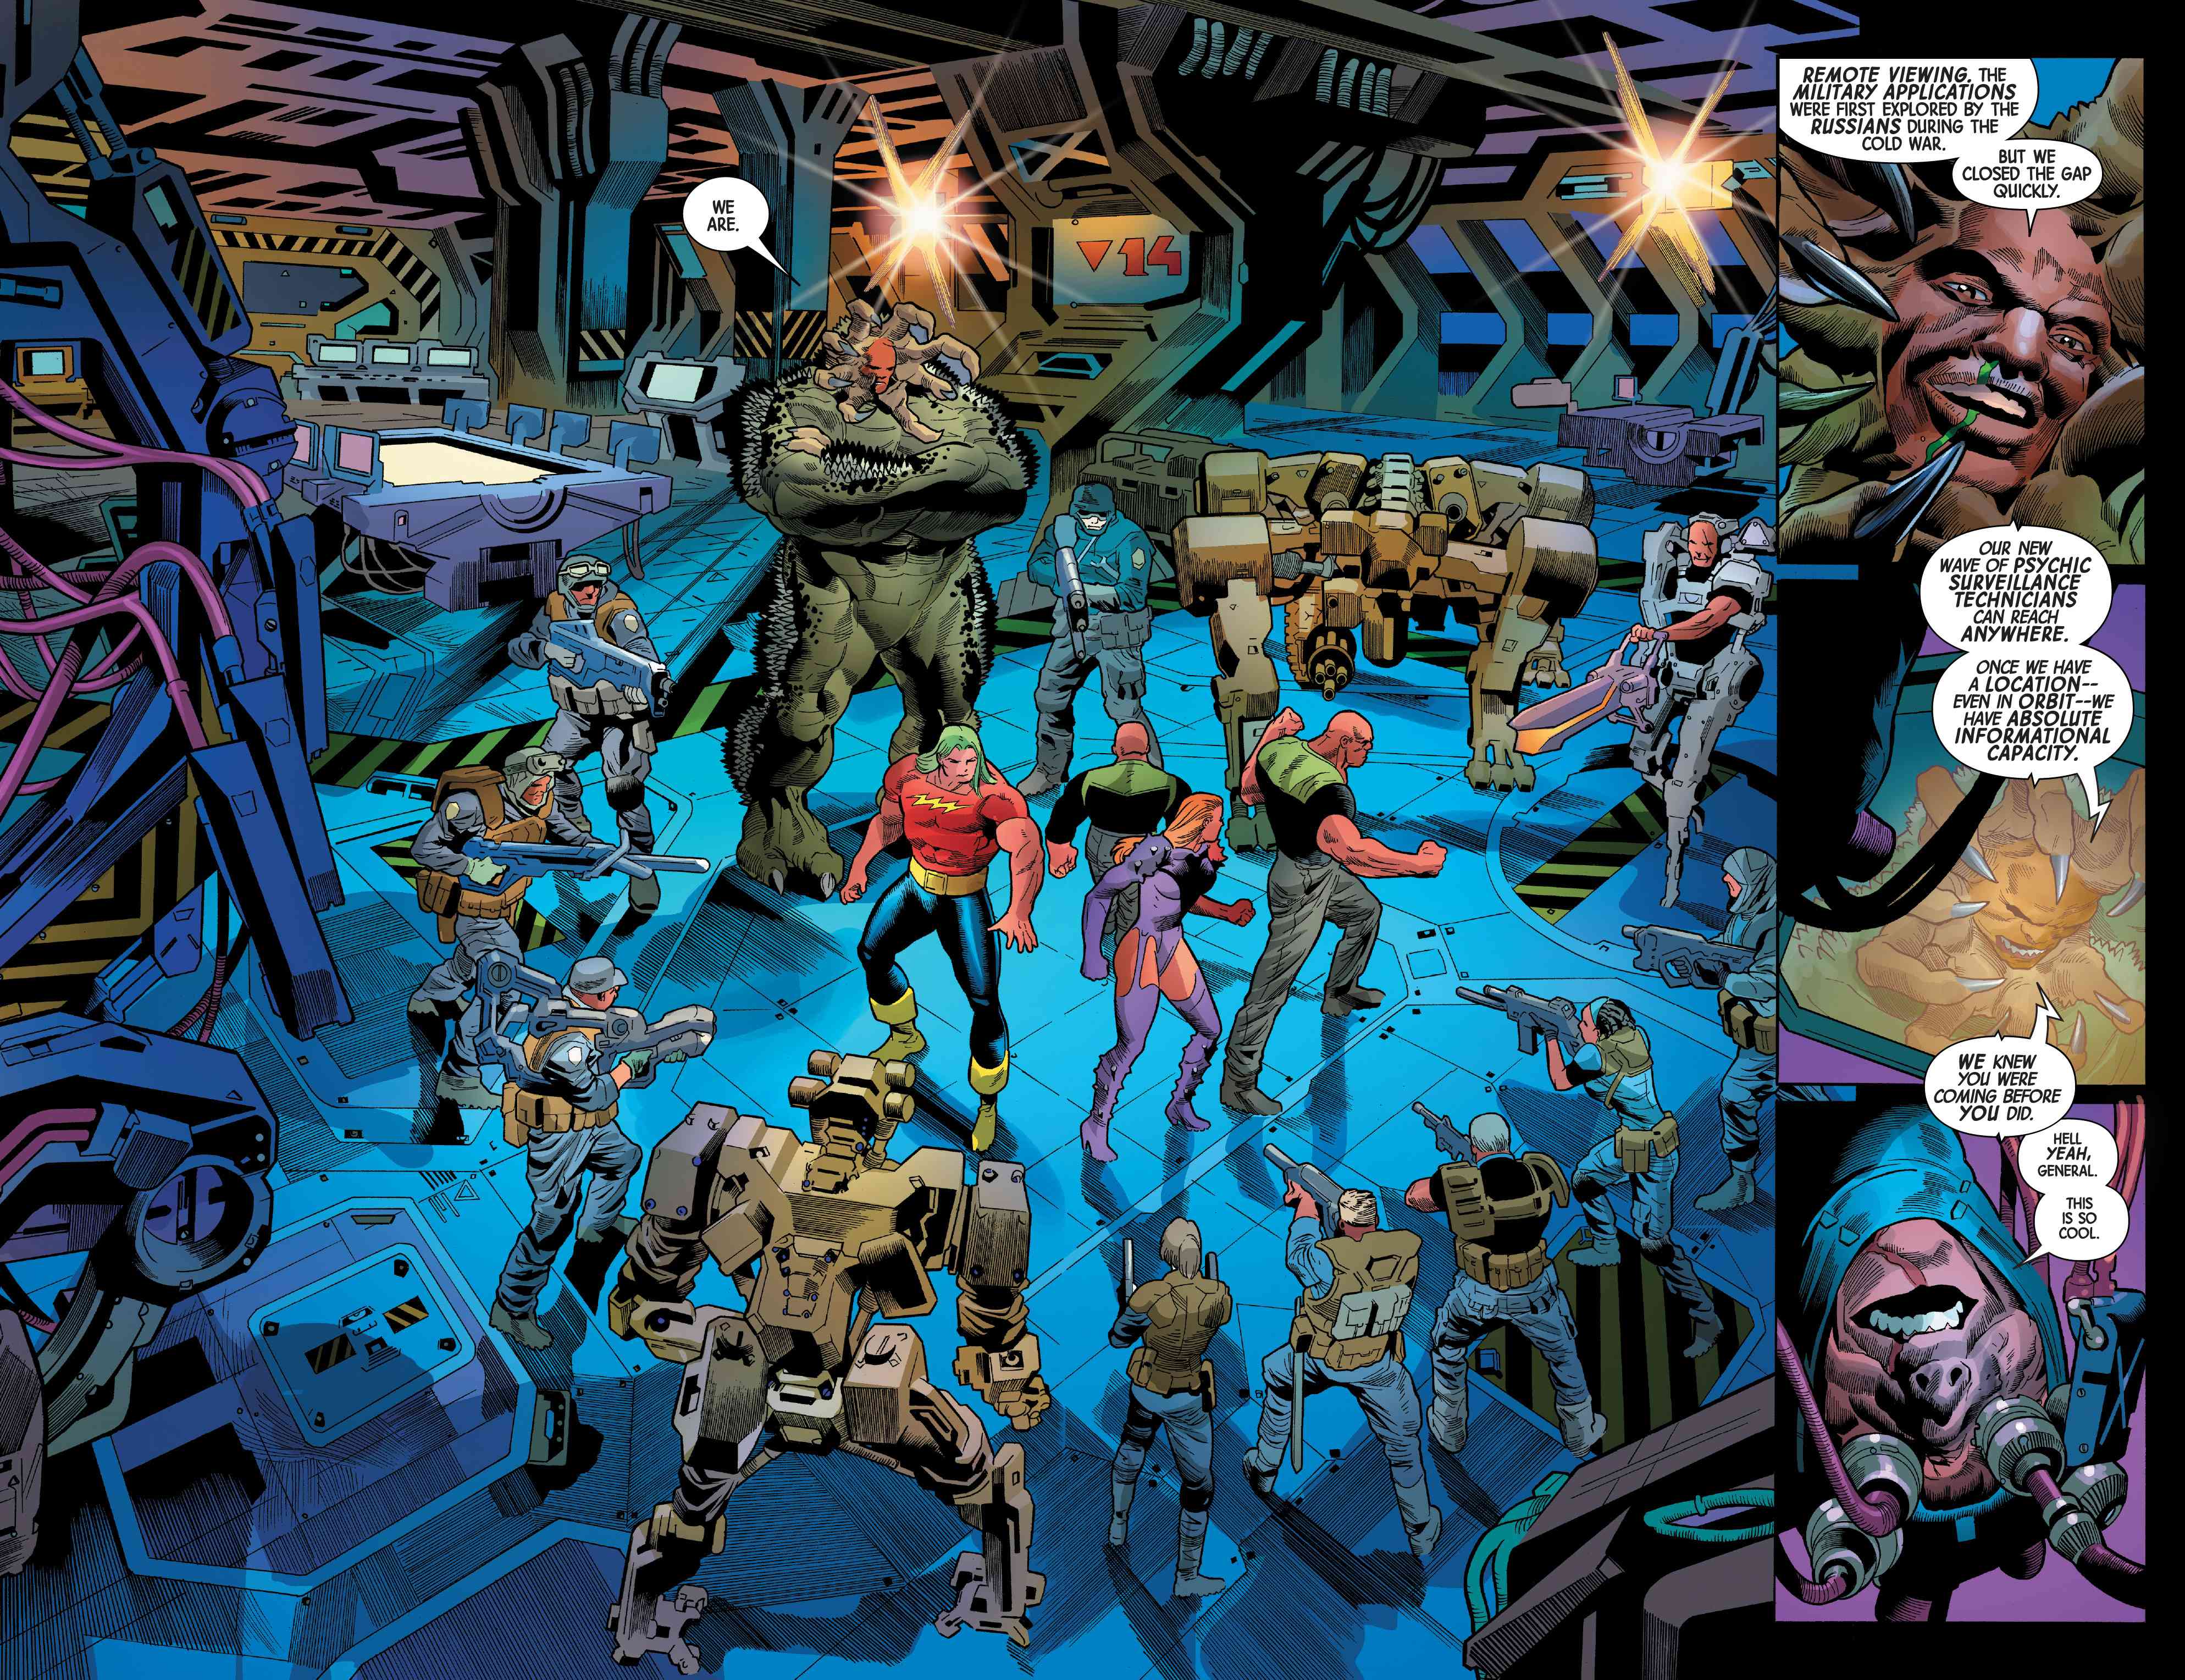 WE
ARE.
14
REMOTE VIEWING. THE
MILITARY APPLICATIONS
WERE FIRST EXPLORED BY THE
RUSSIANS DURING THE
COLD WAR.
BUT WE
CLOSED THE GAP
QUICKLY.
OUR NEW
WAVE OF PSYCHIC
SURVEILLANCE
TECHNICIANS
CAN REACH
ANYWHERE.
ONCE WE HAVE
A LOCATION--
EVEN IN ORBIT--WE
HAVE ABSOLUTE
INFORMATIONAL
CAPACITY.
WE KNEW
YOU WERE
COMING BEFORE
YOU DID.
HELL
YEAH,
GENERAL.
THIS
IS SO
COOL.